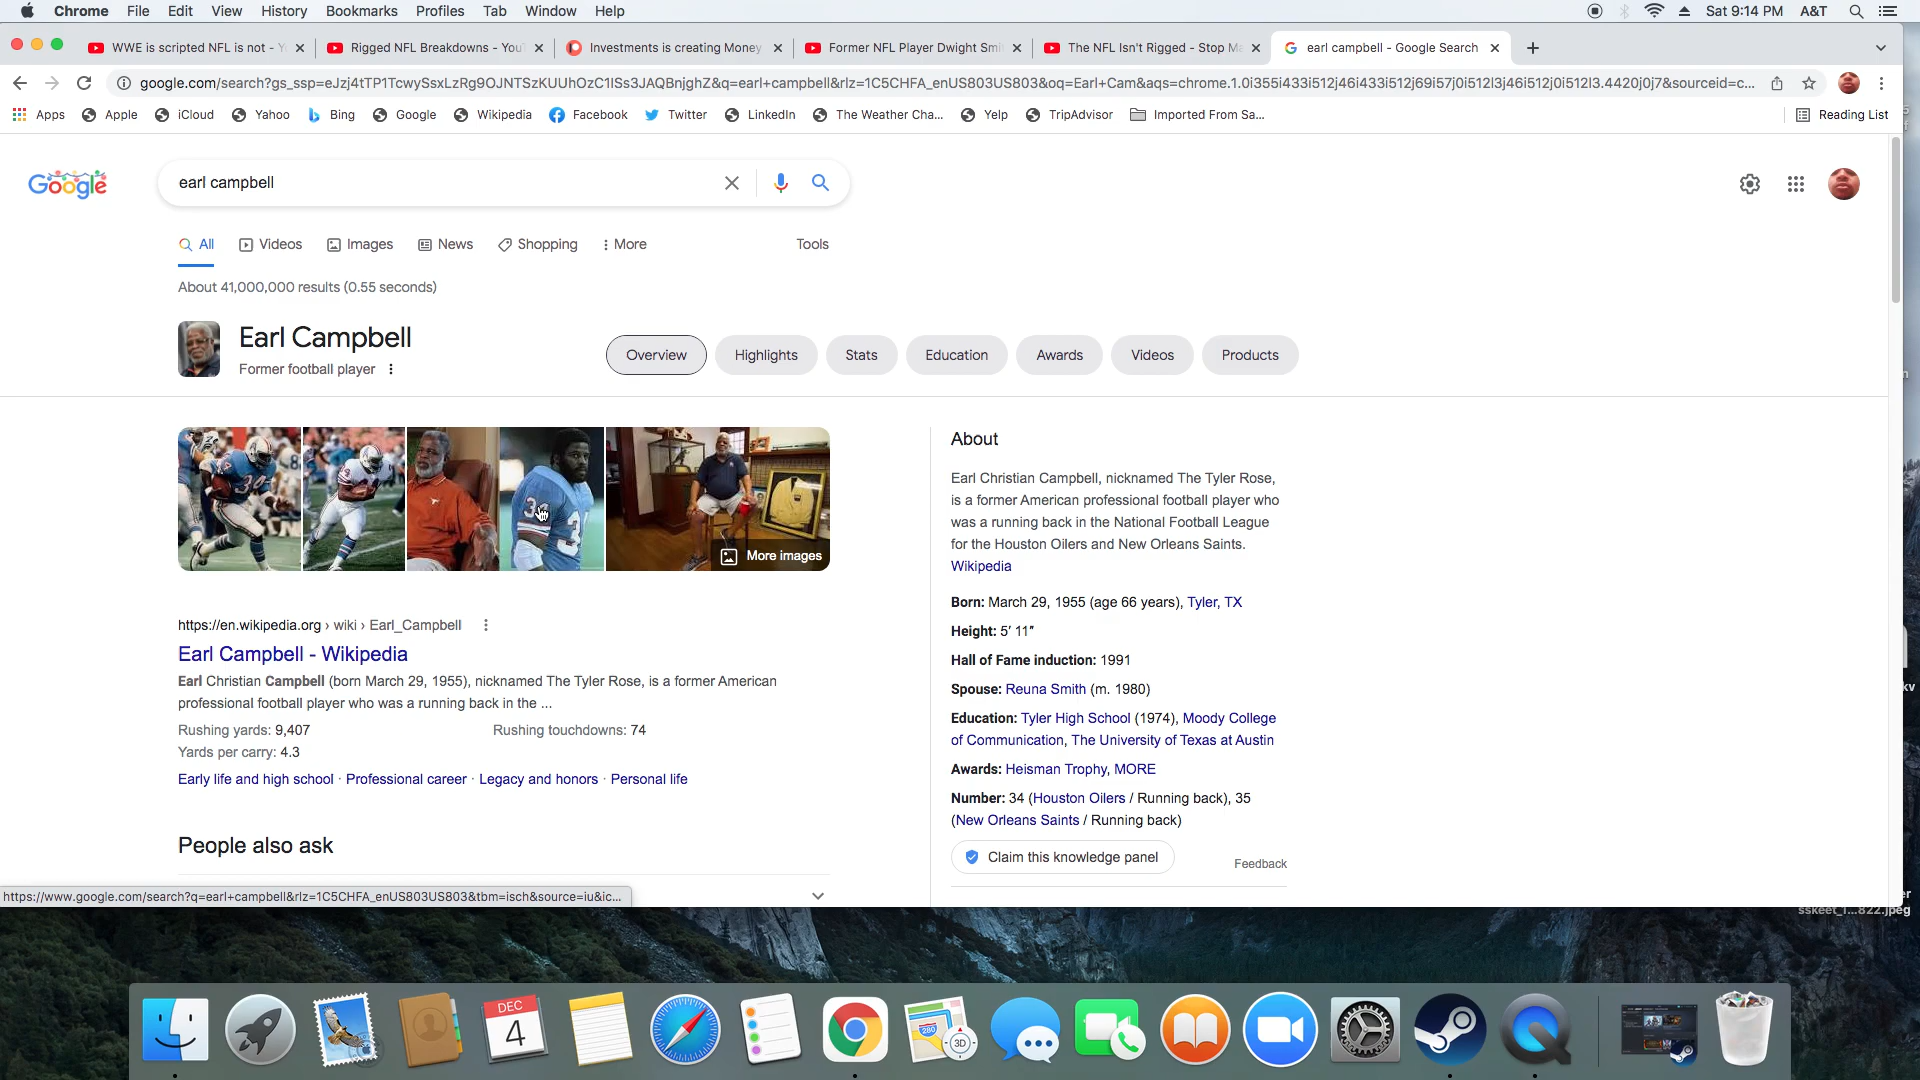 Chrome File Edit View History Bookmarks Profiles Tab Window Help Sat 9:14 PM A&T
WWE is scripted NFL is not - Y Rigged NFL Breakdowns - YouT Investments is creating Money Former NFL Player Dwight Smi The NFL Isn't Rigged - Stop Ma earl campbell - Google Search
google.com/search?gs_ssp=eJzj4tTP1TcwySsxLzRg9OJNTSzKUUhOzC1ISs3JAQBnjghZ&q=earl+campbell&rlz=1C5CHFA_enUS803US803&oq=Earl+Cam&aqs=chrome.1.0i355i433i512j46i433i512j69i57j0i512l3j46i512j0i512l3.4420j0j7&sourceid=c...
Apps Apple iCloud Yahoo Bing Google Wikipedia Facebook Twitter LinkedIn The Weather Cha... Yelp TripAdvisor Imported From Sa... Reading List
Google
earl campbell
All Videos Images News Shopping More Tools
About 41,000,000 results (0.55 seconds)
Earl Campbell
Former football player
Overview Highlights Stats Education Awards Videos Products
34
More images
https://en.wikipedia.org › wiki › Earl_Campbell
Earl Campbell - Wikipedia
Earl Christian Campbell (born March 29, 1955), nicknamed The Tyler Rose, is a former American
professional football player who was a running back in the ...
Rushing yards: 9,407 Rushing touchdowns: 74
Yards per carry: 4.3
Early life and high school · Professional career · Legacy and honors · Personal life
People also ask
About
Earl Christian Campbell, nicknamed The Tyler Rose,
is a former American professional football player who
was a running back in the National Football League
for the Houston Oilers and New Orleans Saints.
Wikipedia
Born: March 29, 1955 (age 66 years), Tyler, TX
Height: 5′ 11″
Hall of Fame induction: 1991
Spouse: Reuna Smith (m. 1980)
Education: Tyler High School (1974), Moody College
of Communication, The University of Texas at Austin
Awards: Heisman Trophy, MORE
Number: 34 (Houston Oilers / Running back), 35
(New Orleans Saints / Running back)
Claim this knowledge panel
Feedback
https://www.google.com/search?q=earl+campbell&rlz=1C5CHFA_enUS803US803&tbm=isch&source=iu&ic...
kv
er
sskeet_I...822.jpeg
DEC
4
280
3D